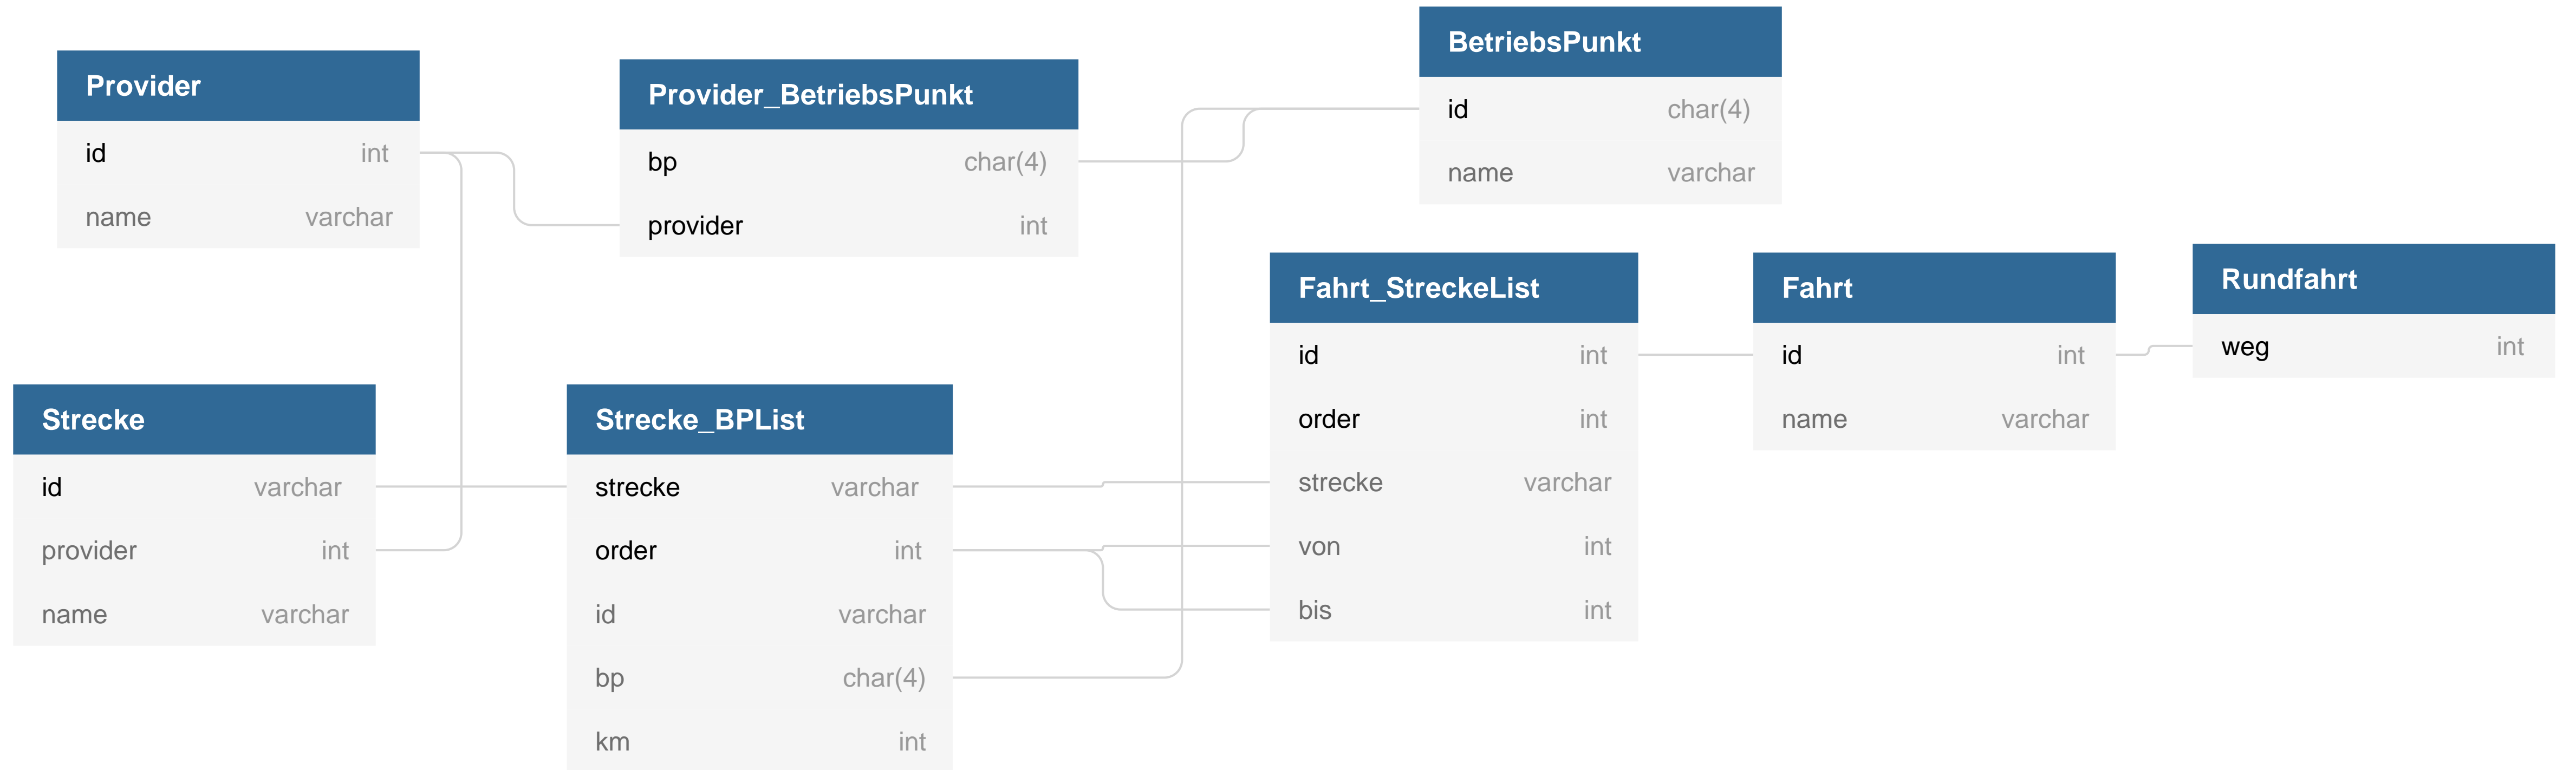 Provider
id int
name varchar
Provider_BetriebsPunkt
bp char(4)
provider int
BetriebsPunkt
id char(4)
name varchar
Strecke
id varchar
provider int
name varchar
Strecke_BPList
strecke varchar
order int
id varchar
bp char(4)
km int
Fahrt_StreckeList
id int
order int
strecke varchar
von int
bis int
Fahrt
id int
name varchar
Rundfahrt
weg int